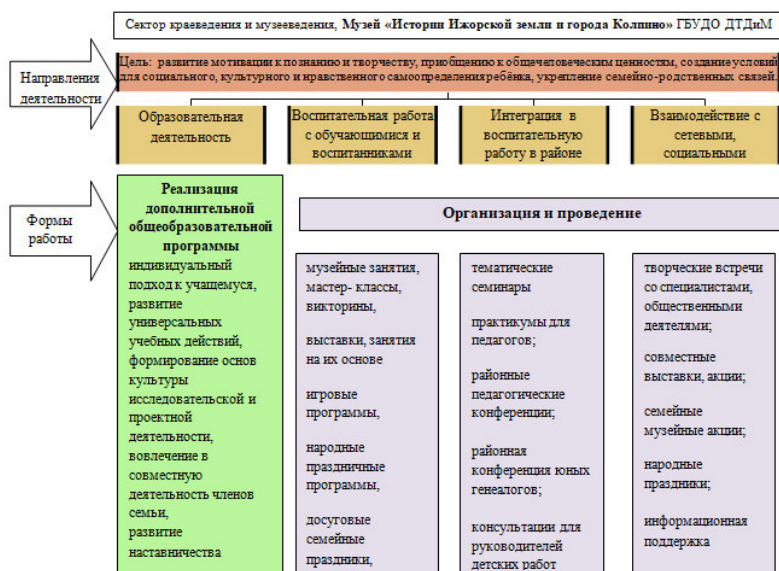 Сектор краеведения и музееведения, Музей «Истории Ижорской земли и города Колпино» ГБУДО ДТДиМ
Направления
деятельности
Цель: развитие мотивации к познанию и творчеству, приобщению к общечеловеческим ценностям, создание условий
для социального, культурного и нравственного самоопределения ребёнка, укрепление семейно-родственных связей.
Образовательная
деятельность
Воспитательная работа
с обучающимися и
воспитанниками
Интеграция в
воспитательную
работу в районе
Взаимодействие с
сетевыми,
социальными
Формы
работы
Реализация
дополнительной
общеобразовательной
программы
индивидуальный
подход к учащемуся,
развитие
универсальных
учебных действий,
формирование основ
культуры
исследовательской и
проектной
деятельности,
вовлечение в
совместную
деятельность членов
семьи,
развитие
наставничества
Организация и проведение
музейные занятия,
мастер- классы,
викторины,
выставки, занятия
на их основе
игровые
программы,
народные
праздничные
программы,
досуговые
семейные
праздники,
тематические
семинары
практикумы для
педагогов;
районные
педагогические
конференции;
районная
конференция юных
генеалогов;
консультации для
руководителей
детских работ
творческие встречи
со специалистами,
общественными
деятелями;
совместные
выставки, акции;
семейные
музейные акции;
народные
праздники;
информационная
поддержка